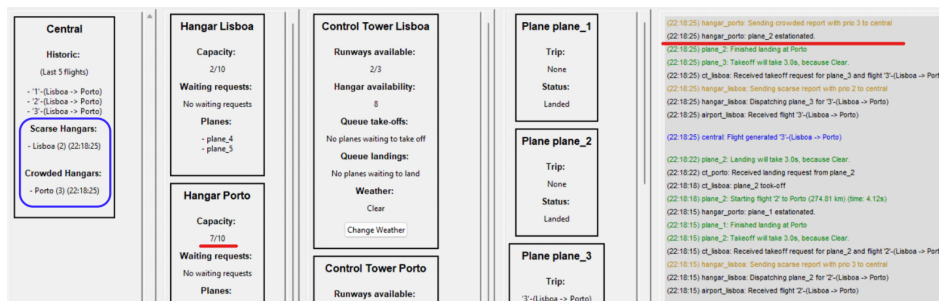 Central
Historic:
(Last 5 flights)
- '1'-(Lisboa -> Porto)
- '2'-(Lisboa -> Porto)
- '3'-(Lisboa -> Porto)
Scarse Hangars:
- Lisboa (2) (22:18:25)
Crowded Hangars:
- Porto (3) (22:18:25)
Hangar Lisboa
Capacity:
2/10
Waiting requests:
No waiting requests
Planes:
- plane_4
- plane_5
Hangar Porto
Capacity:
7/10
Waiting requests:
No waiting requests
Planes:
Control Tower Lisboa
Runways available:
2/3
Hangar availability:
8
Queue take-offs:
No planes waiting to take off
Queue landings:
No planes waiting to land
Weather:
Clear
Change Weather
Control Tower Porto
Runways available:
Plane plane_1
Trip:
None
Status:
Landed
Plane plane_2
Trip:
None
Status:
Landed
Plane plane_3
Trip:
'3'-(Lisboa -> Porto)
(22:18:25) hangar_porto: Sending crowded report with prio 3 to central
(22:18:25) hangar_porto: plane_2 estationated.
(22:18:25) plane_2: Finished landing at Porto
(22:18:25) plane_3: Takeoff will take 3.0s, because Clear.
(22:18:25) ct_lisboa: Received takeoff request for plane_3 and flight '3'-(Lisboa -> Port
(22:18:25) hangar_lisboa: Sending scarse report with prio 2 to central
(22:18:25) hangar_lisboa: Dispatching plane_3 for '3'-(Lisboa -> Porto)
(22:18:25) airport_lisboa: Received flight '3'-(Lisboa -> Porto)
(22:18:25) central: Flight generated '3'-(Lisboa -> Porto)
(22:18:22) plane_2: Landing will take 3.0s, because Clear.
(22:18:22) ct_porto: Received landing request from plane_2
(22:18:18) ct_lisboa: plane_2 took-off
(22:18:18) plane_2: Starting flight '2' to Porto (274.81 km) (time: 4.12s)
(22:18:15) hangar_porto: plane_1 estationated.
(22:18:15) plane_1: Finished landing at Porto
(22:18:15) plane_2: Takeoff will take 3.0s, because Clear.
(22:18:15) ct_lisboa: Received takeoff request for plane_2 and flight '2'-(Lisboa -> Port
(22:18:15) hangar_lisboa: Sending scarse report with prio 3 to central
(22:18:15) hangar_lisboa: Dispatching plane_2 for '2'-(Lisboa -> Porto)
(22:18:15) airport_lisboa: Received flight '2'-(Lisboa -> Porto)